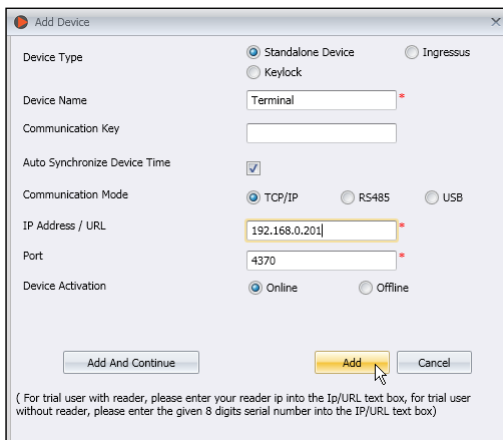 Add Device
Device Type Standalone Device Ingressus
Keylock
Device Name Terminal *
Communication Key
Auto Synchronize Device Time
Communication Mode TCP/IP RS485 USB
IP Address / URL 192.168.0.201 *
Port 4370 *
Device Activation Online Offline
Add And Continue Add Cancel
( For trial user with reader, please enter your reader ip into the Ip/URL text box, for trial user
without reader, please enter the given 8 digits serial number into the IP/URL text box)